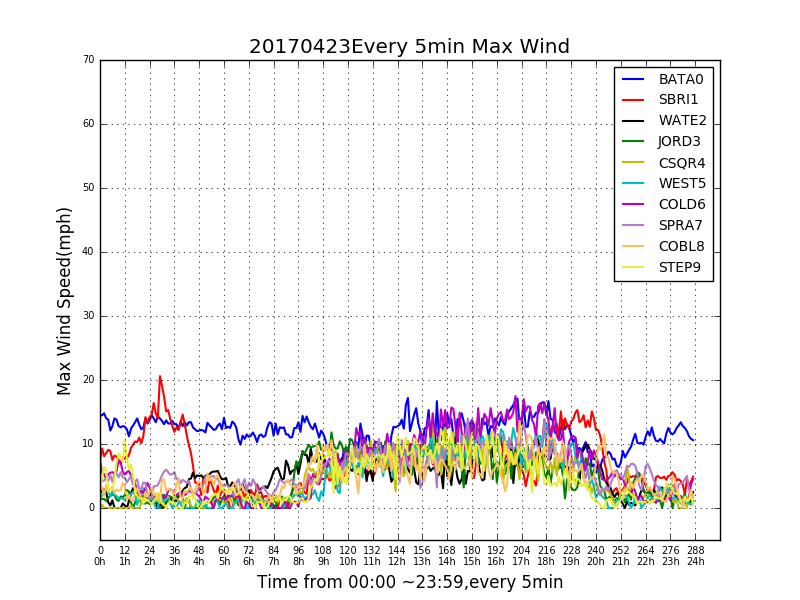 20170423Every 5min Max Wind
70
60
50
40
30
20
10
0
Max Wind Speed(mph)
BATA0
SBRI1
WATE2
JORD3
CSQR4
WEST5
COLD6
SPRA7
COBL8
STEP9
0 12 24 36 48 60 72 84 96 108 120 132 144 156 168 180 192 204 216 228 240 252 264 276 288
0h 1h 2h 3h 4h 5h 6h 7h 8h 9h 10h 11h 12h 13h 14h 15h 16h 17h 18h 19h 20h 21h 22h 23h 24h
Time from 00:00 ~23:59,every 5min